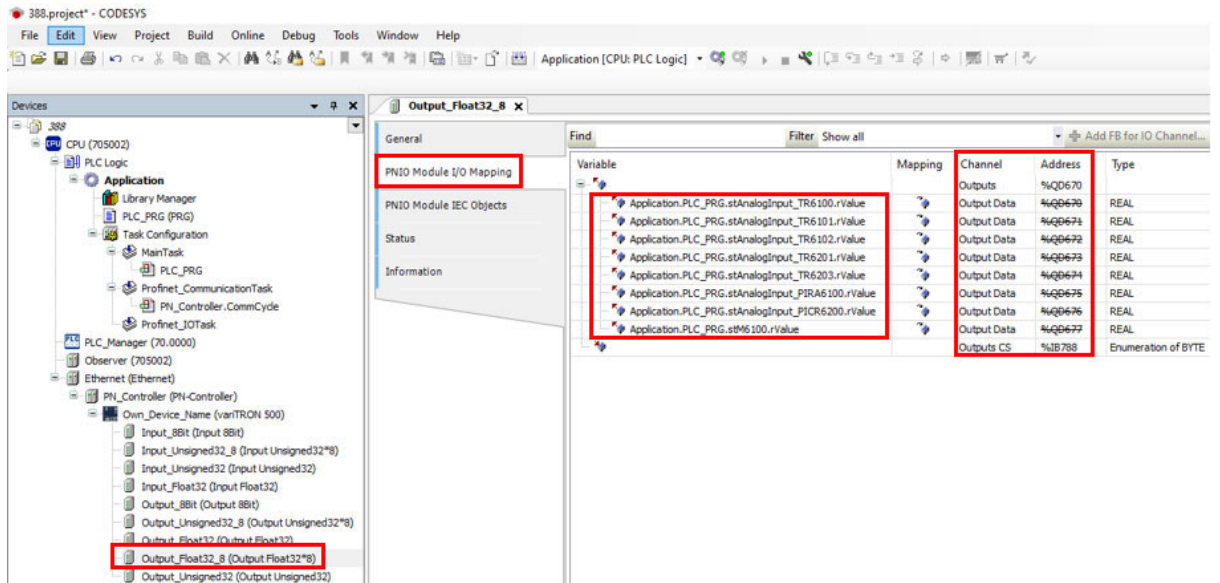 388.project* - CODESYS
File Edit View Project Build Online Debug Tools Window Help
Application [CPU: PLC Logic]
Devices
388
CPU (705002)
PLC Logic
Application
Library Manager
PLC_PRG (PRG)
Task Configuration
MainTask
PLC_PRG
Profinet_CommunicationTask
PN_Controller.CommCycle
Profinet_IOTask
PLC_Manager (70.0000)
Observer (705002)
Ethernet (Ethernet)
PN_Controller (PN-Controller)
Own_Device_Name (variTRON 500)
Input_8Bit (Input 8Bit)
Input_Unsigned32_8 (Input Unsigned32*8)
Input_Unsigned32 (Input Unsigned32)
Input_Float32 (Input Float32)
Output_8Bit (Output 8Bit)
Output_Unsigned32_8 (Output Unsigned32*8)
Output_Float32 (Output Float32)
Output_Float32_8 (Output Float32*8)
Output_Unsigned32 (Output Unsigned32)
Output_Float32_8 X
General
PNIO Module I/O Mapping
PNIO Module IEC Objects
Status
Information
Find Filter Show all Add FB for IO Channel...
Variable Mapping Channel Address Type
Outputs %QD670
Application.PLC_PRG.stAnalogInput_TR6100.rValue Output Data %QD670 REAL
Application.PLC_PRG.stAnalogInput_TR6101.rValue Output Data %QD671 REAL
Application.PLC_PRG.stAnalogInput_TR6102.rValue Output Data %QD672 REAL
Application.PLC_PRG.stAnalogInput_TR6201.rValue Output Data %QD673 REAL
Application.PLC_PRG.stAnalogInput_TR6203.rValue Output Data %QD674 REAL
Application.PLC_PRG.stAnalogInput_PIRA6100.rValue Output Data %QD675 REAL
Application.PLC_PRG.stAnalogInput_PICR6200.rValue Output Data %QD676 REAL
Application.PLC_PRG.stM6100.rValue Output Data %QD677 REAL
Outputs CS %IB788 Enumeration of BYTE